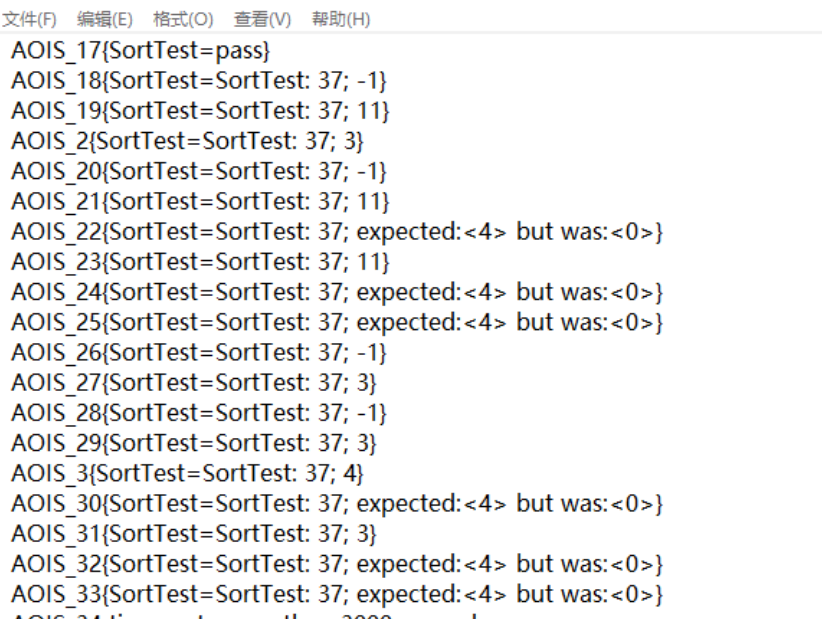 文件(F) 编辑(E) 格式(O) 查看(V) 帮助(H)
AOIS_17{SortTest=pass}
AOIS_18{SortTest=SortTest: 37; -1}
AOIS_19{SortTest=SortTest: 37; 11}
AOIS_2{SortTest=SortTest: 37; 3}
AOIS_20{SortTest=SortTest: 37; -1}
AOIS_21{SortTest=SortTest: 37; 11}
AOIS_22{SortTest=SortTest: 37; expected:<4> but was:<0>}
AOIS_23{SortTest=SortTest: 37; 11}
AOIS_24{SortTest=SortTest: 37; expected:<4> but was:<0>}
AOIS_25{SortTest=SortTest: 37; expected:<4> but was:<0>}
AOIS_26{SortTest=SortTest: 37; -1}
AOIS_27{SortTest=SortTest: 37; 3}
AOIS_28{SortTest=SortTest: 37; -1}
AOIS_29{SortTest=SortTest: 37; 3}
AOIS_3{SortTest=SortTest: 37; 4}
AOIS_30{SortTest=SortTest: 37; expected:<4> but was:<0>}
AOIS_31{SortTest=SortTest: 37; 3}
AOIS_32{SortTest=SortTest: 37; expected:<4> but was:<0>}
AOIS_33{SortTest=SortTest: 37; expected:<4> but was:<0>}